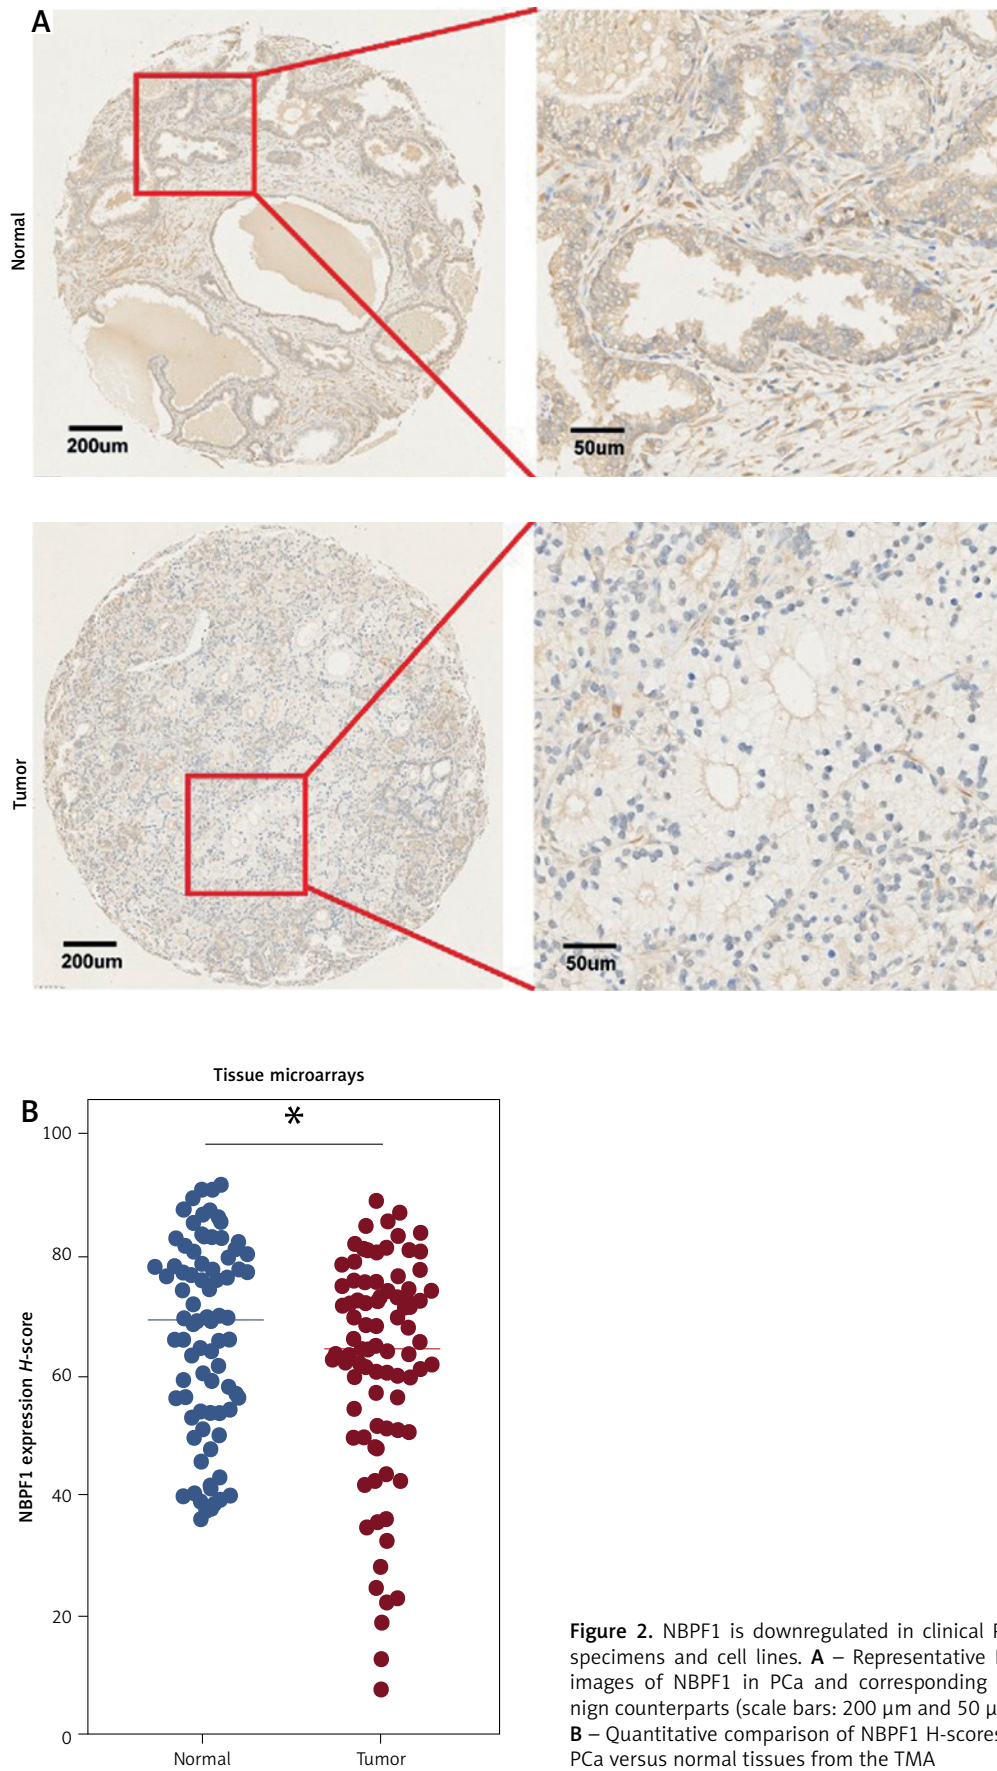 A
Normal
200um
50um
Tumor
200um
50um
Tissue microarrays
B
*
100
80
60
40
20
0
NBPF1 expression H-score
Normal
Tumor
Figure 2. NBPF1 is downregulated in clinical
specimens and cell lines. A – Representative
images of NBPF1 in PCa and corresponding
nign counterparts (scale bars: 200 µm and 50
B – Quantitative comparison of NBPF1 H-scores
PCa versus normal tissues from the TMA